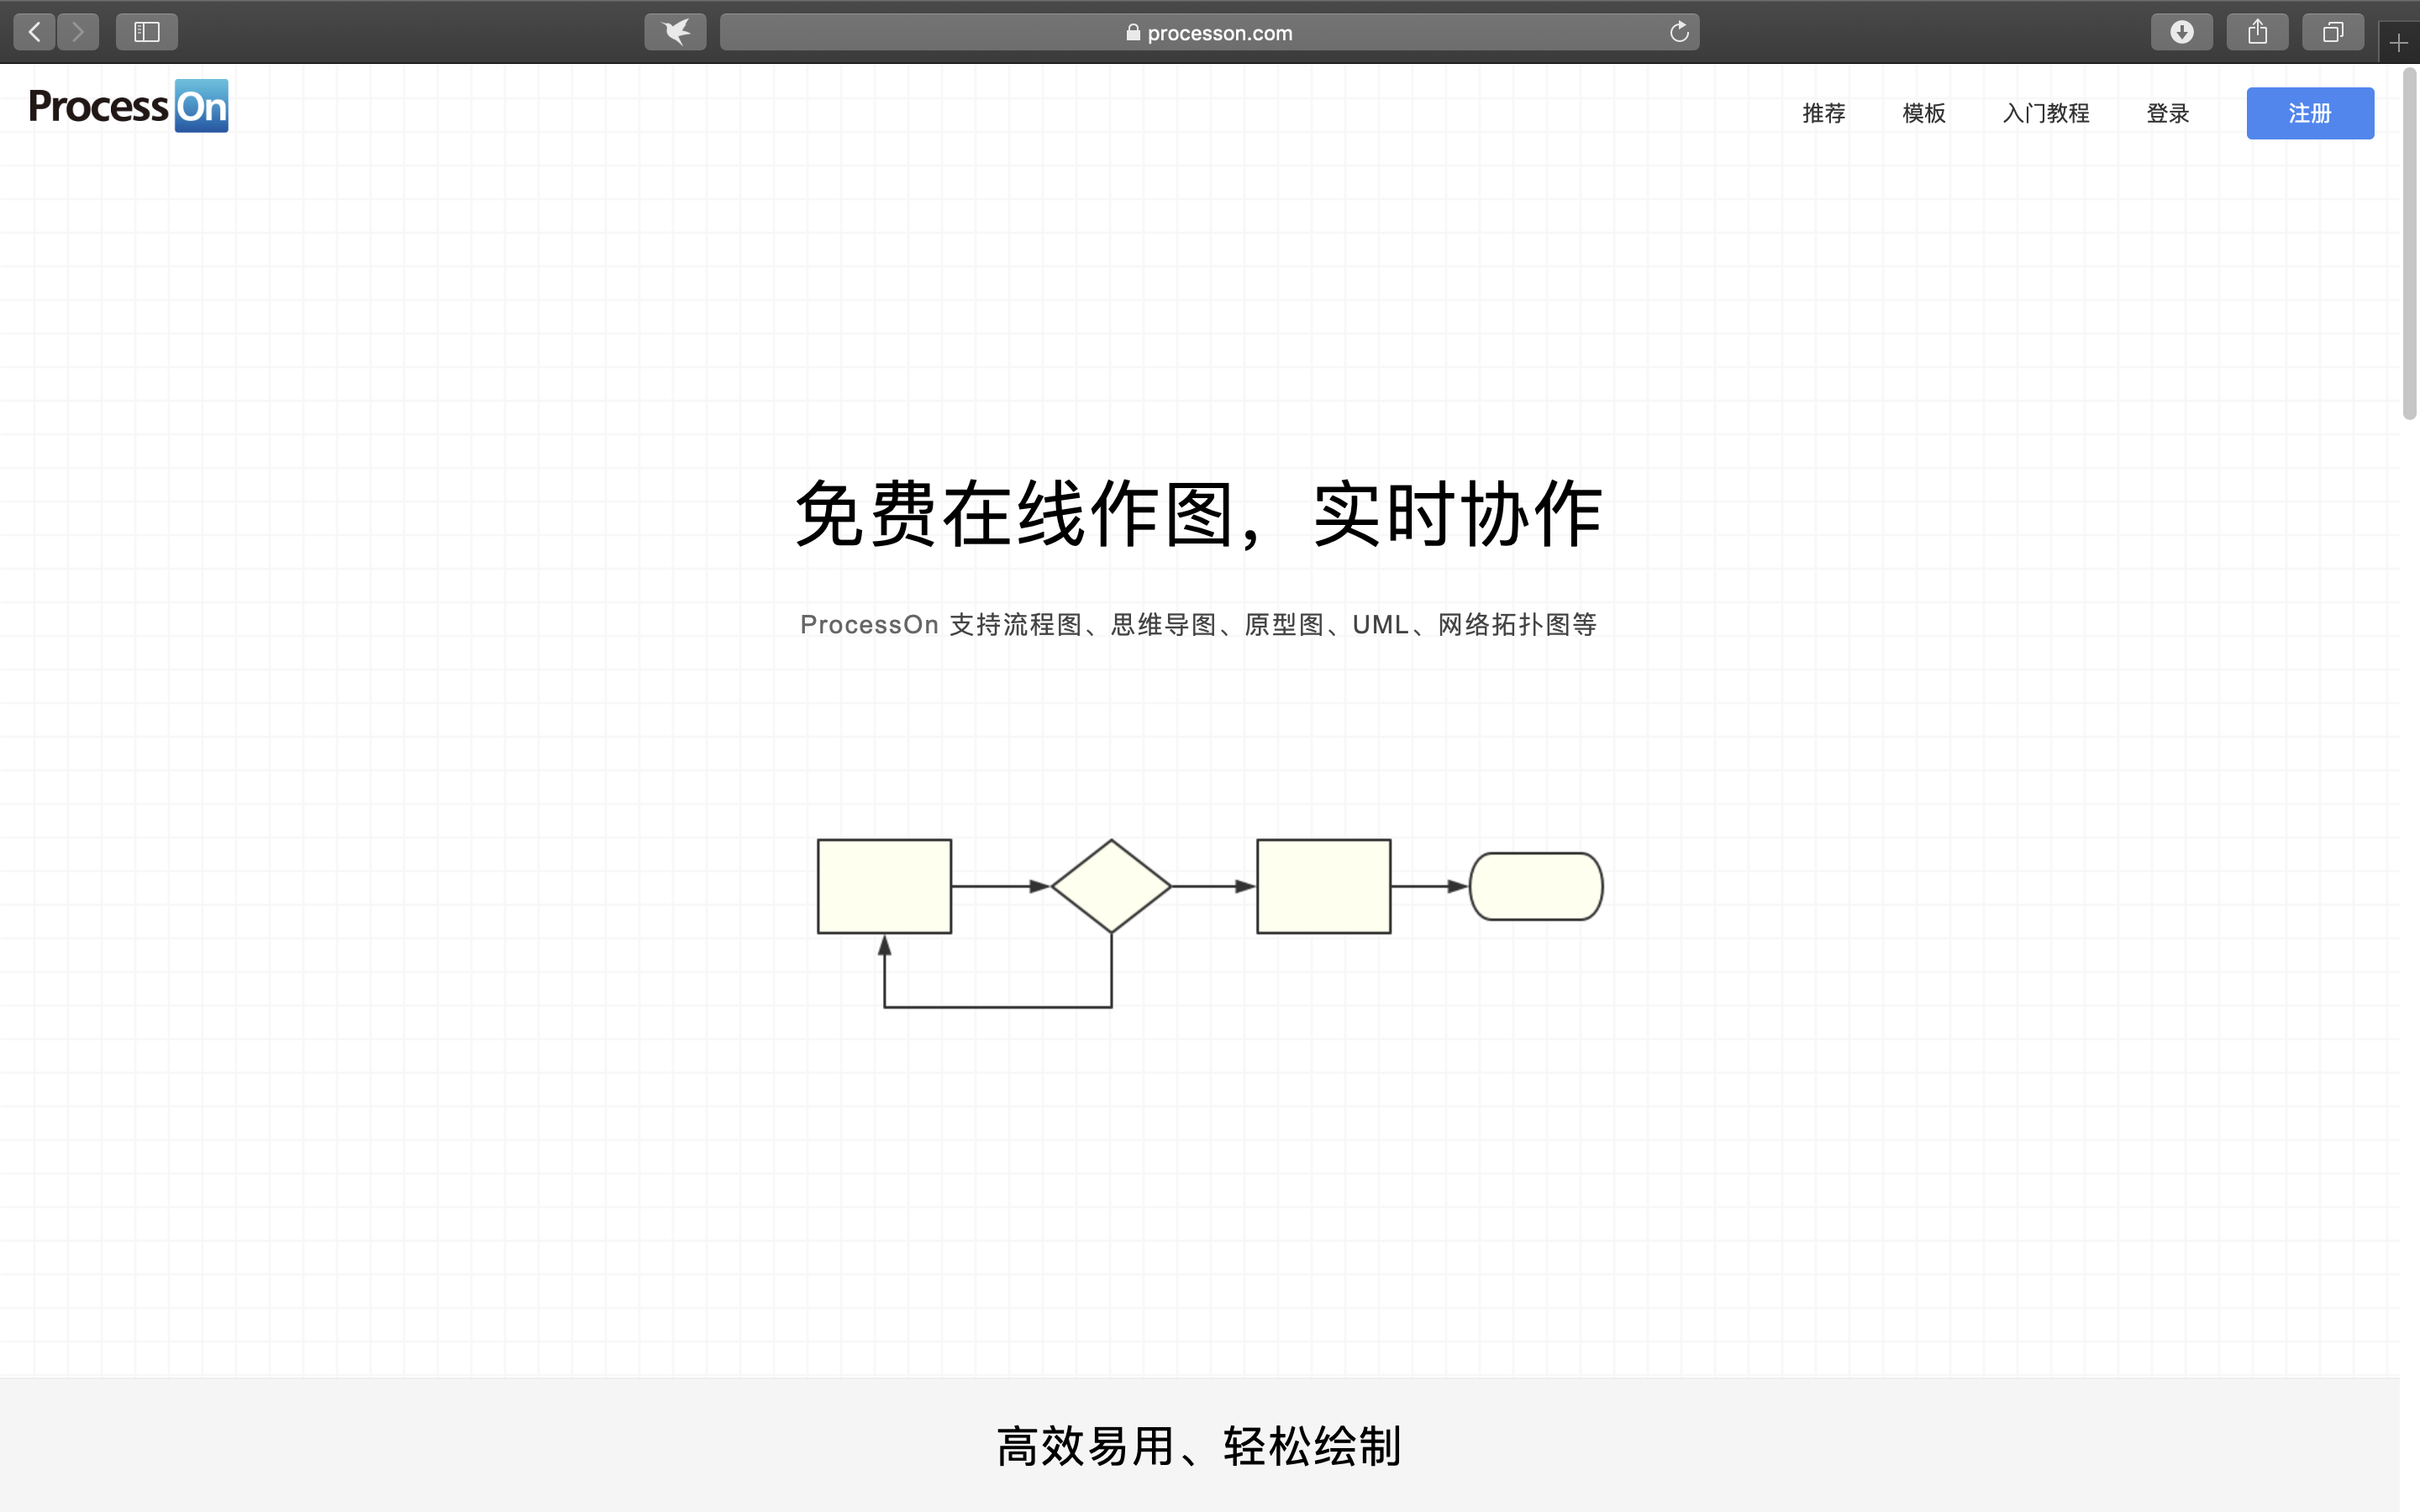 processon.com
ProcessOn
推荐 模板 入门教程 登录 注册
免费在线作图，实时协作
ProcessOn 支持流程图、思维导图、原型图、UML、网络拓扑图等
高效易用、轻松绘制